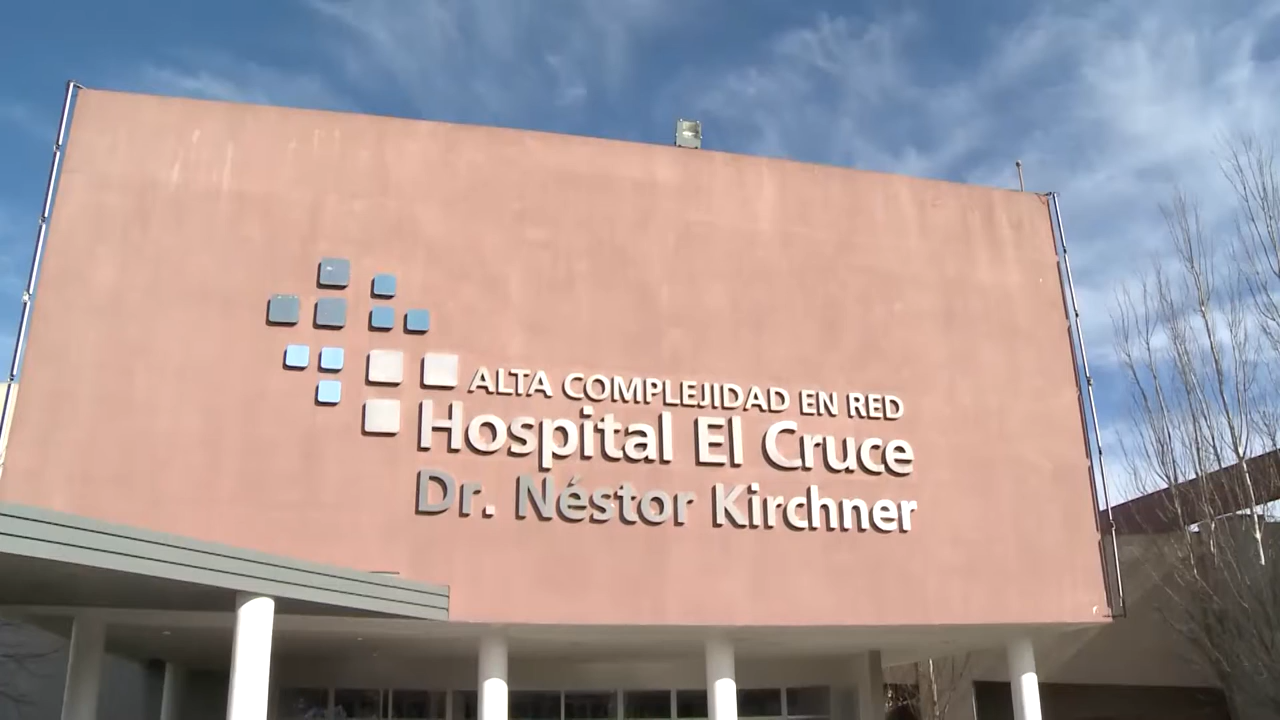 ALTA COMPLEJIDAD EN RED
Hospital El Cruce
Dr. Néstor Kirchner